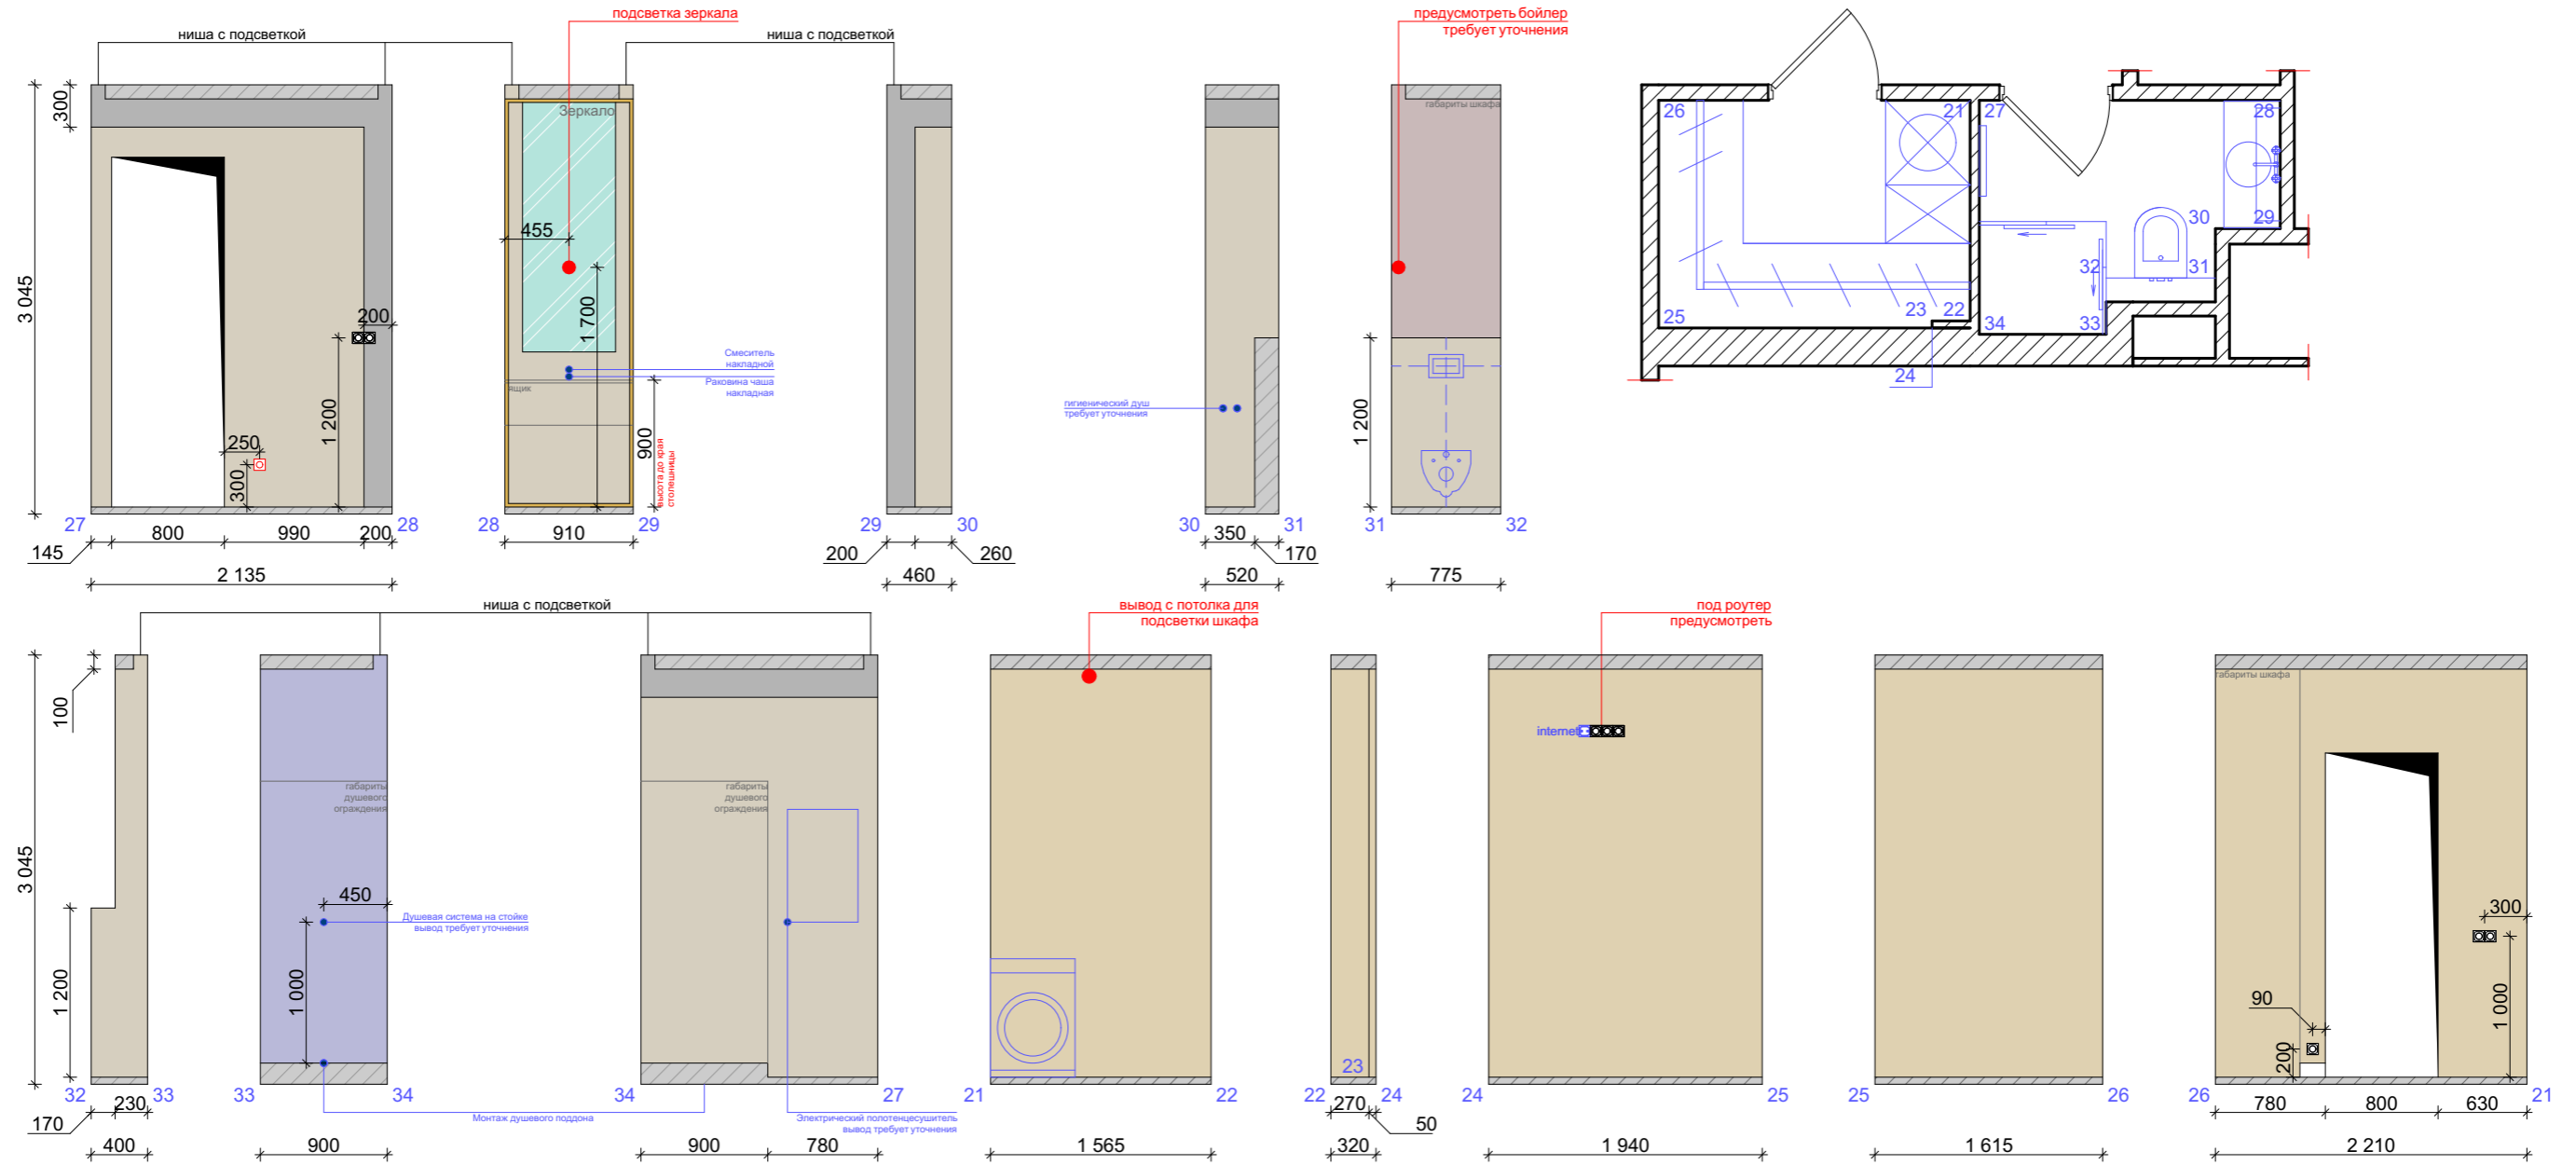 подсветка зеркала
ниша с подсветкой
ниша с подсветкой
предусмотреть бойлер
требует уточнения
300
3 045
200
1 200
250
300
27
28
145
800
990
200
2 135
Зеркало
455
1 700
Смеситель
накладной
Раковина чаша
накладная
ящик
900
высота до края
столешницы
28
29
910
29
30
200
260
460
гигиенический душ
требует уточнения
30
31
350
170
520
габариты шкафа
1 200
31
32
775
26
21
27
28
30
29
32
31
25
23
22
34
33
24
ниша с подсветкой
вывод с потолка для
подсветки шкафа
под роутер
предусмотреть
100
3 045
1 200
32
33
170
230
400
габариты
душевого
ограждения
450
Душевая система на стойке
вывод требует уточнения
1 000
33
34
Монтаж душевого поддона
900
габариты
душевого
ограждения
34
27
Электрический полотенцесушитель
вывод требует уточнения
900
780
21
22
1 565
23
22
24
270
50
320
internet
24
25
1 940
25
26
1 615
габариты шкафа
300
90
200
1 000
26
21
780
800
630
2 210